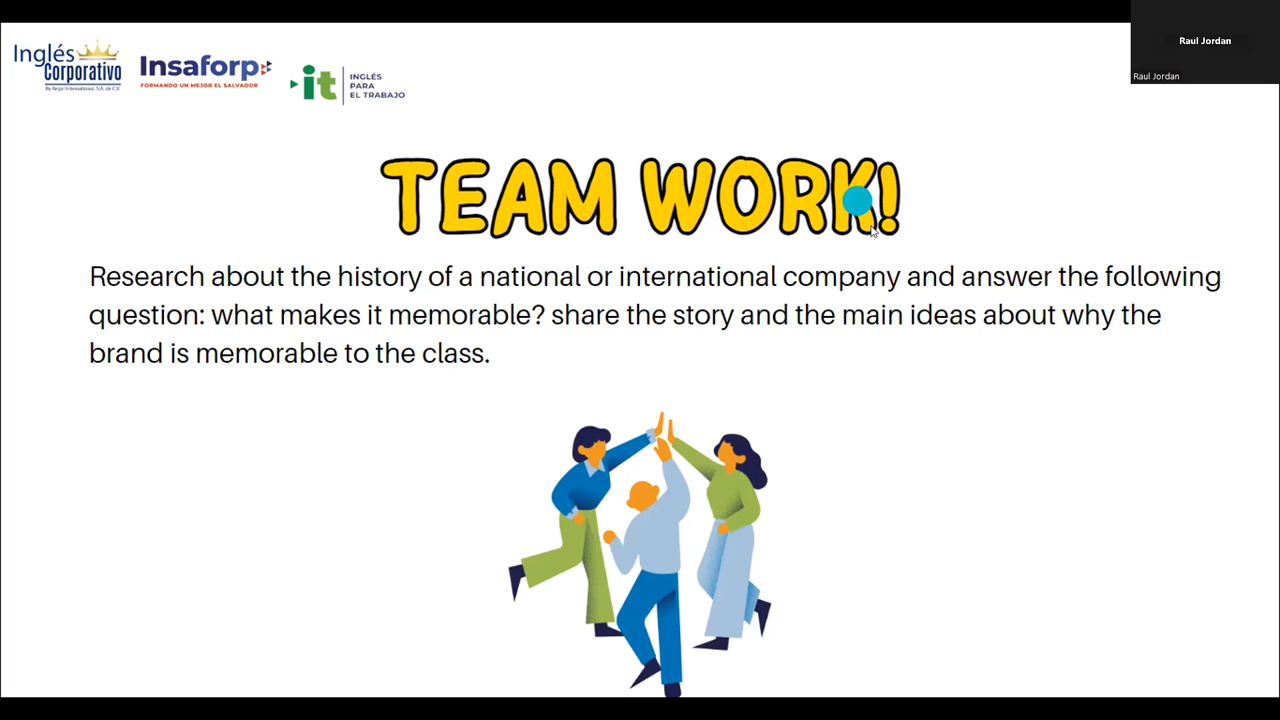 Inglés
Corporativo
By Regal International, S.A. de C.V.
Insaforp
FORMANDO UN MEJOR EL SALVADOR
it
INGLÉS
PARA
EL TRABAJO
Raul Jordan
Raul Jordan
TEAM WORK!
Research about the history of a national or international company and answer the following
question: what makes it memorable? share the story and the main ideas about why the
brand is memorable to the class.